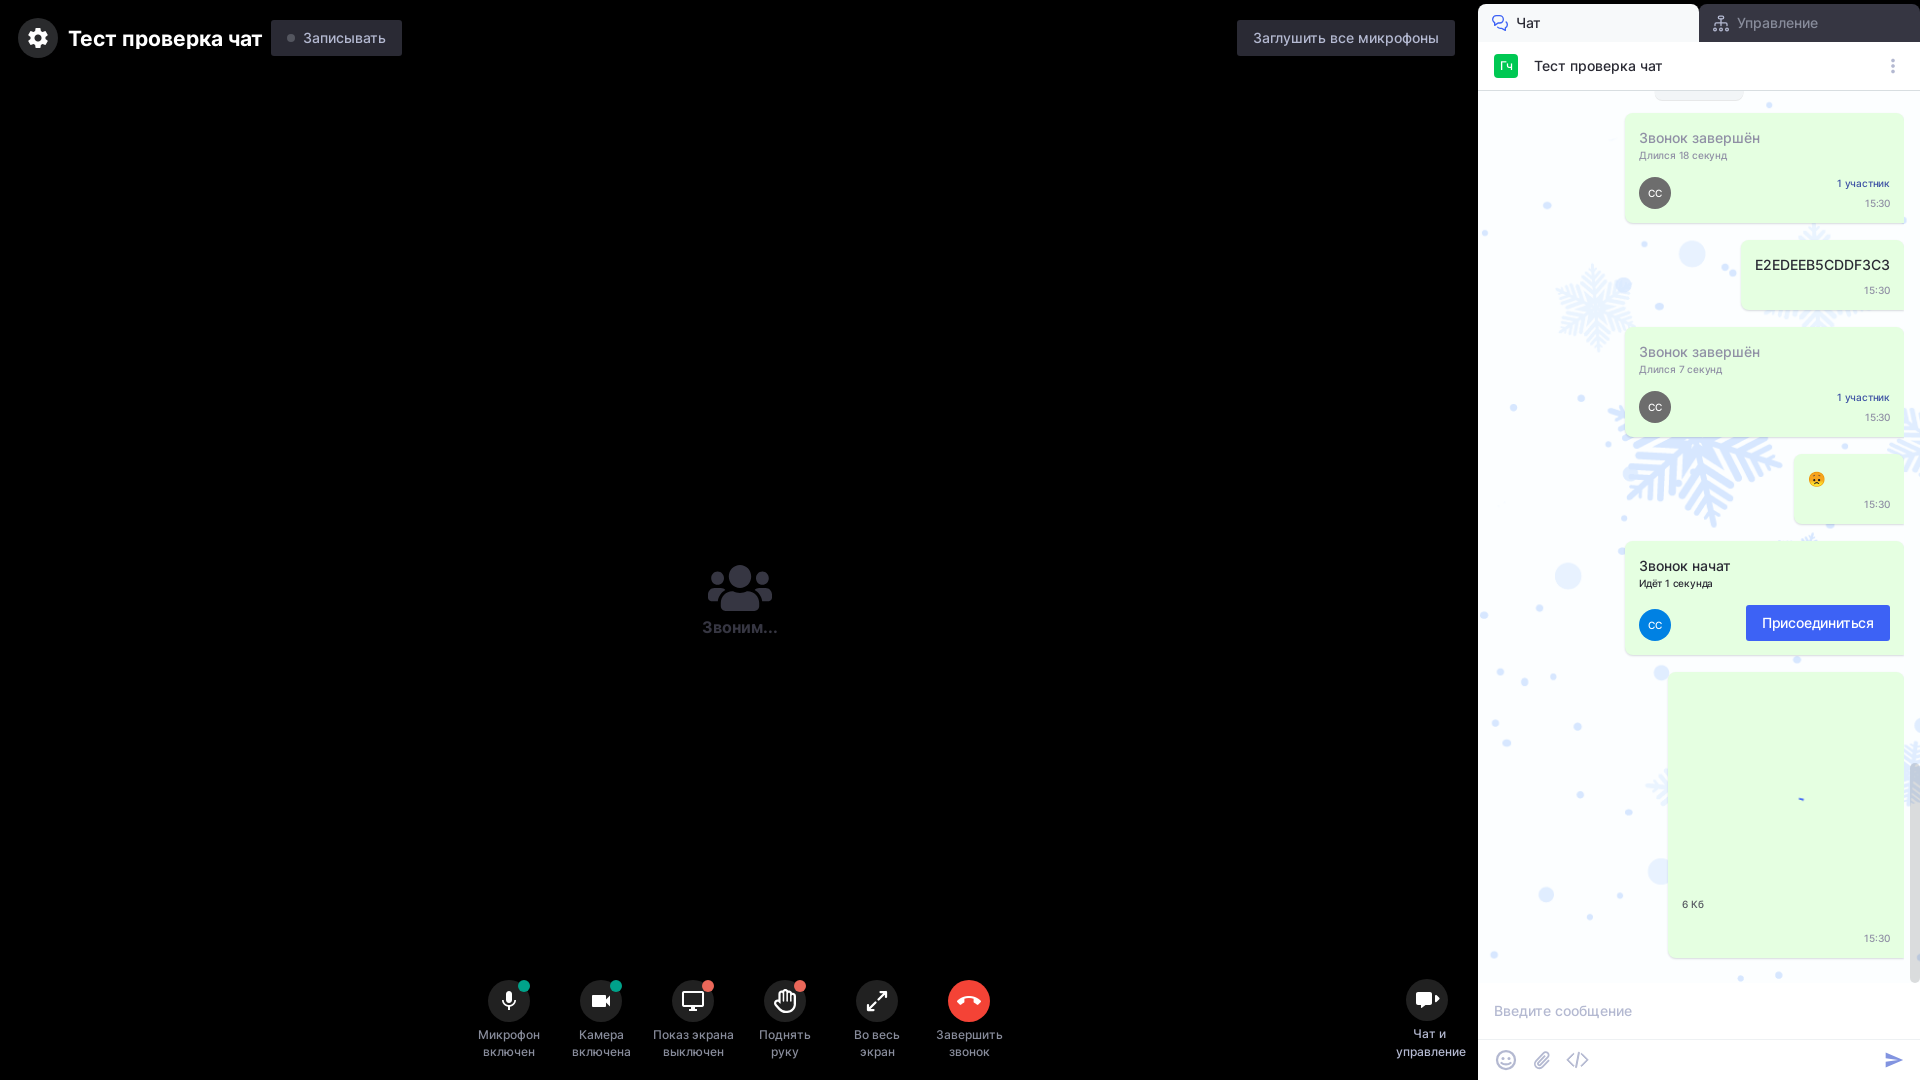 Тест проверка чат
Записывать
Заглушить все микрофоны
Звоним...
Микрофон
включен
Камера
включена
Показ экрана
выключен
Поднять
руку
Во весь
экран
Завершить
звонок
Чат и
управление
Чат
Управление
Гч
Тест проверка чат
Звонок завершён
Длился 18 секунд
СС
1 участник
15:30
E2EDEEB5CDDF3C3
15:30
Звонок завершён
Длился 7 секунд
СС
1 участник
15:30
15:30
Звонок начат
Идёт 1 секунда
СС
Присоединиться
6 Кб
15:30
Введите сообщение